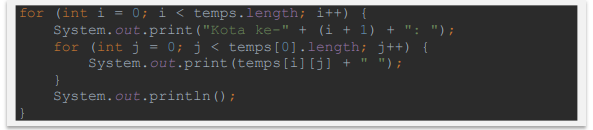 for (int i = 0; i < temps.length; i++) {
    System.out.print("Kota ke-" + (i + 1) + ": ");
    for (int j = 0; j < temps[0].length; j++) {
        System.out.print(temps[i][j] + " ");
    }
    System.out.println();
}